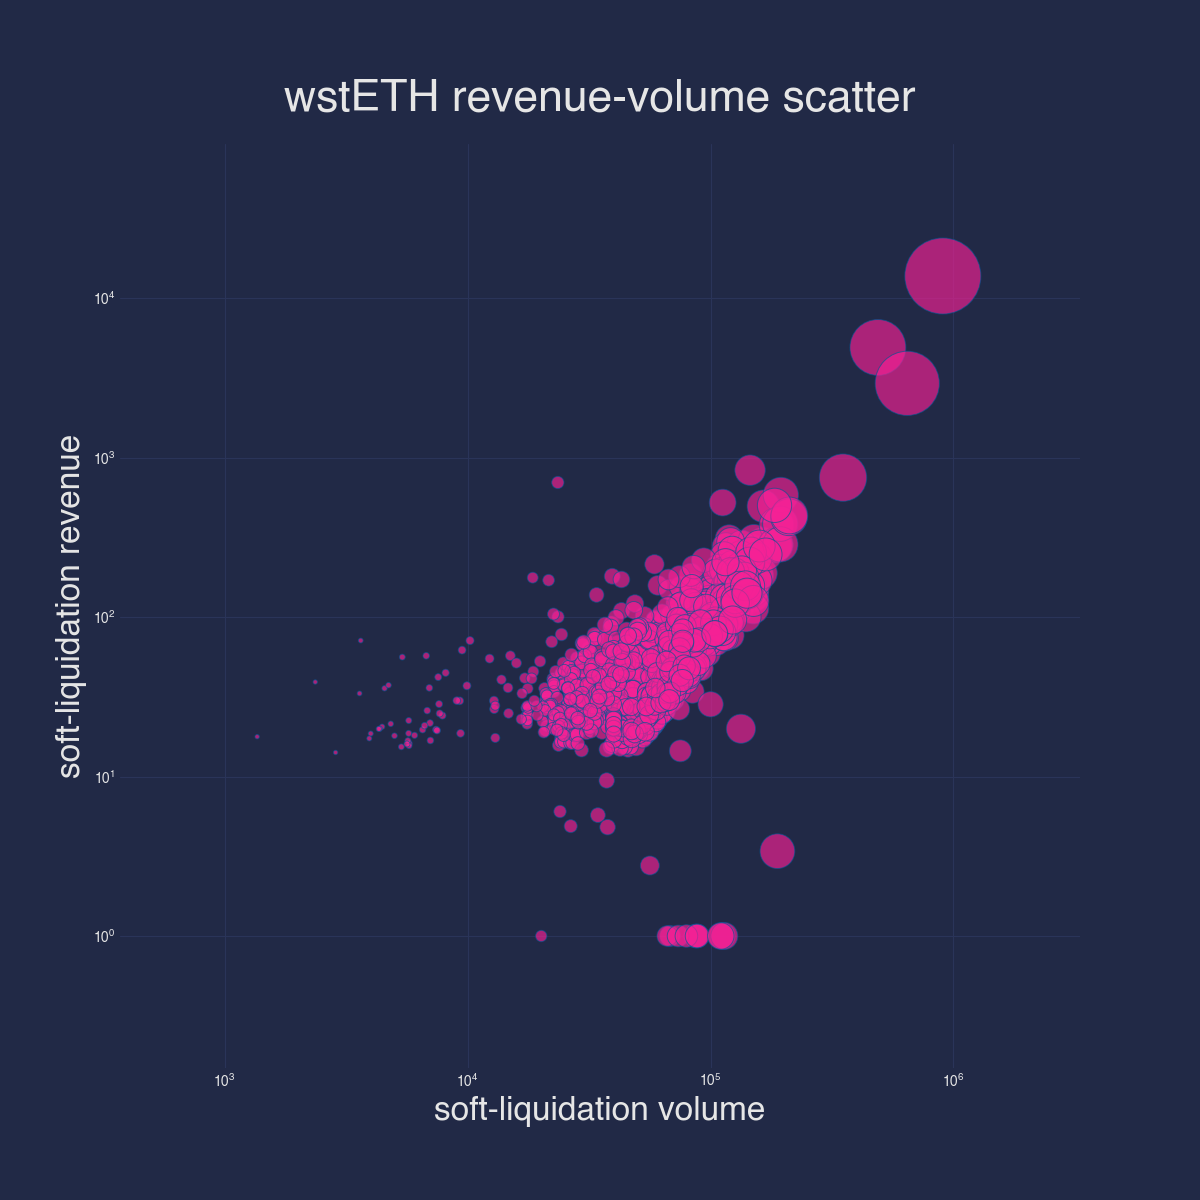 wstETH revenue-volume scatter
soft-liquidation revenue
10⁴
10³
10²
10¹
10⁰
10³ 10⁴ 10⁵ 10⁶
soft-liquidation volume